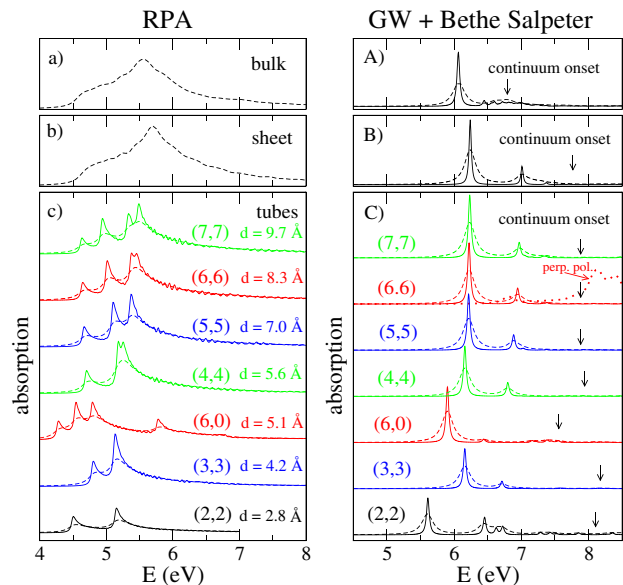 RPA
GW + Bethe Salpeter
a)
bulk
b)
sheet
c)
tubes
(7,7) d = 9.7 Å
(6,6) d = 8.3 Å
(5,5) d = 7.0 Å
(4,4) d = 5.6 Å
(6,0) d = 5.1 Å
(3,3) d = 4.2 Å
(2,2) d = 2.8 Å
absorption
4 5 6 7 8
E (eV)
A)
continuum onset
B)
continuum onset
C)
continuum onset
(7,7)
perp. pol.
(6.6)
(5,5)
(4,4)
(6,0)
(3,3)
(2,2)
absorption
5 6 7 8
E (eV)